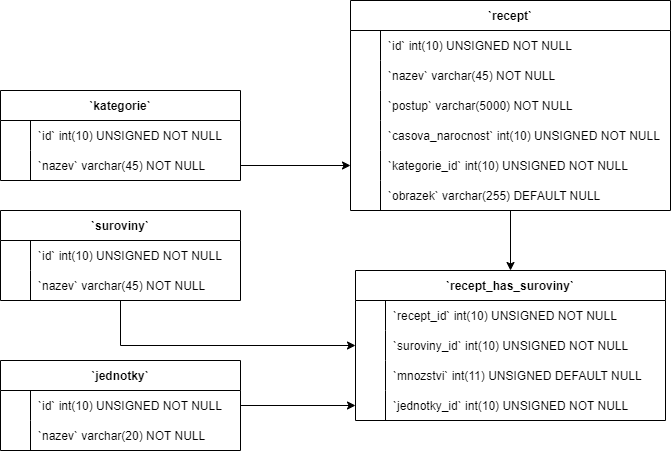 `recept`
`id` int(10) UNSIGNED NOT NULL
`nazev` varchar(45) NOT NULL
`postup` varchar(5000) NOT NULL
`casova_narocnost` int(10) UNSIGNED NOT NULL
`kategorie_id` int(10) UNSIGNED NOT NULL
`obrazek` varchar(255) DEFAULT NULL
`kategorie`
`id` int(10) UNSIGNED NOT NULL
`nazev` varchar(45) NOT NULL
`suroviny`
`id` int(10) UNSIGNED NOT NULL
`nazev` varchar(45) NOT NULL
`recept_has_suroviny`
`recept_id` int(10) UNSIGNED NOT NULL
`suroviny_id` int(10) UNSIGNED NOT NULL
`mnozstvi` int(11) UNSIGNED DEFAULT NULL
`jednotky_id` int(10) UNSIGNED NOT NULL
`jednotky`
`id` int(10) UNSIGNED NOT NULL
`nazev` varchar(20) NOT NULL